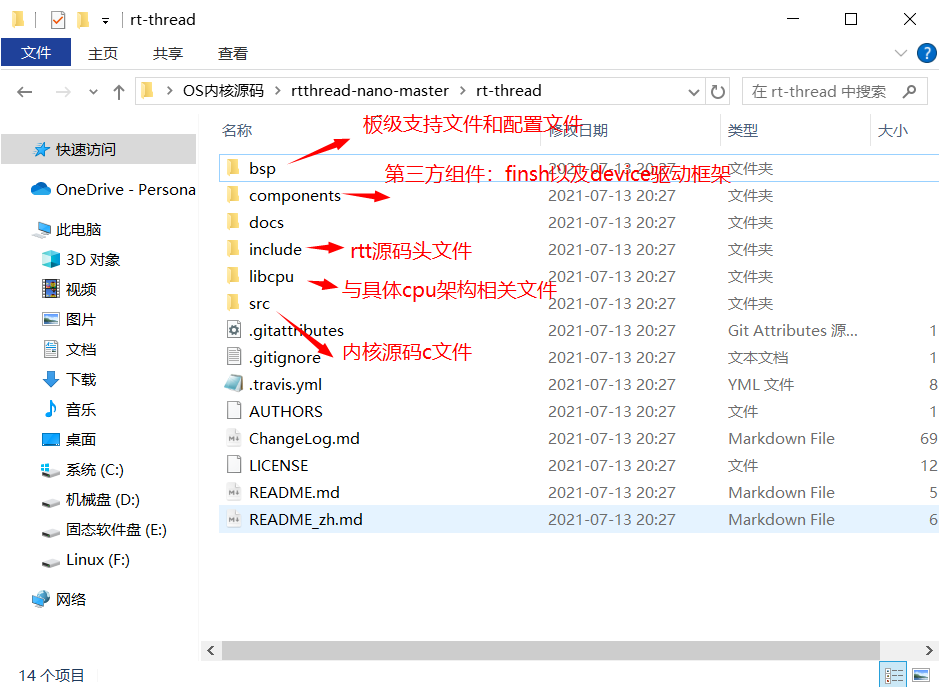 rt-thread
文件 主页 共享 查看
OS内核源码 rtthread-nano-master rt-thread 在 rt-thread 中搜索
名称 修改日期 类型 大小
板级支持文件和配置文件
快速访问
OneDrive - Persona
此电脑
3D 对象
视频
图片
文档
下载
音乐
桌面
系统 (C:)
机械盘 (D:)
固态软件盘 (E:)
Linux (F:)
网络
bsp 2021-07-13 20:27 文件夹
第三方组件：finsh以及device驱动框架
components 2021-07-13 20:27 文件夹
docs 2021-07-13 20:27 文件夹
include 2021-07-13 20:27 文件夹
rtt源码头文件
libcpu 2021-07-13 20:27 文件夹
与具体cpu架构相关文件
src 2021-07-13 20:27 文件夹
.gitattributes 2021-07-13 20:27 Git Attributes 源... 1
内核源码c文件
.gitignore 2021-07-13 20:27 文本文档 1
.travis.yml 2021-07-13 20:27 YML 文件 8
AUTHORS 2021-07-13 20:27 文件 1
ChangeLog.md 2021-07-13 20:27 Markdown File 69
LICENSE 2021-07-13 20:27 文件 12
README.md 2021-07-13 20:27 Markdown File 5
README_zh.md 2021-07-13 20:27 Markdown File 6
14 个项目